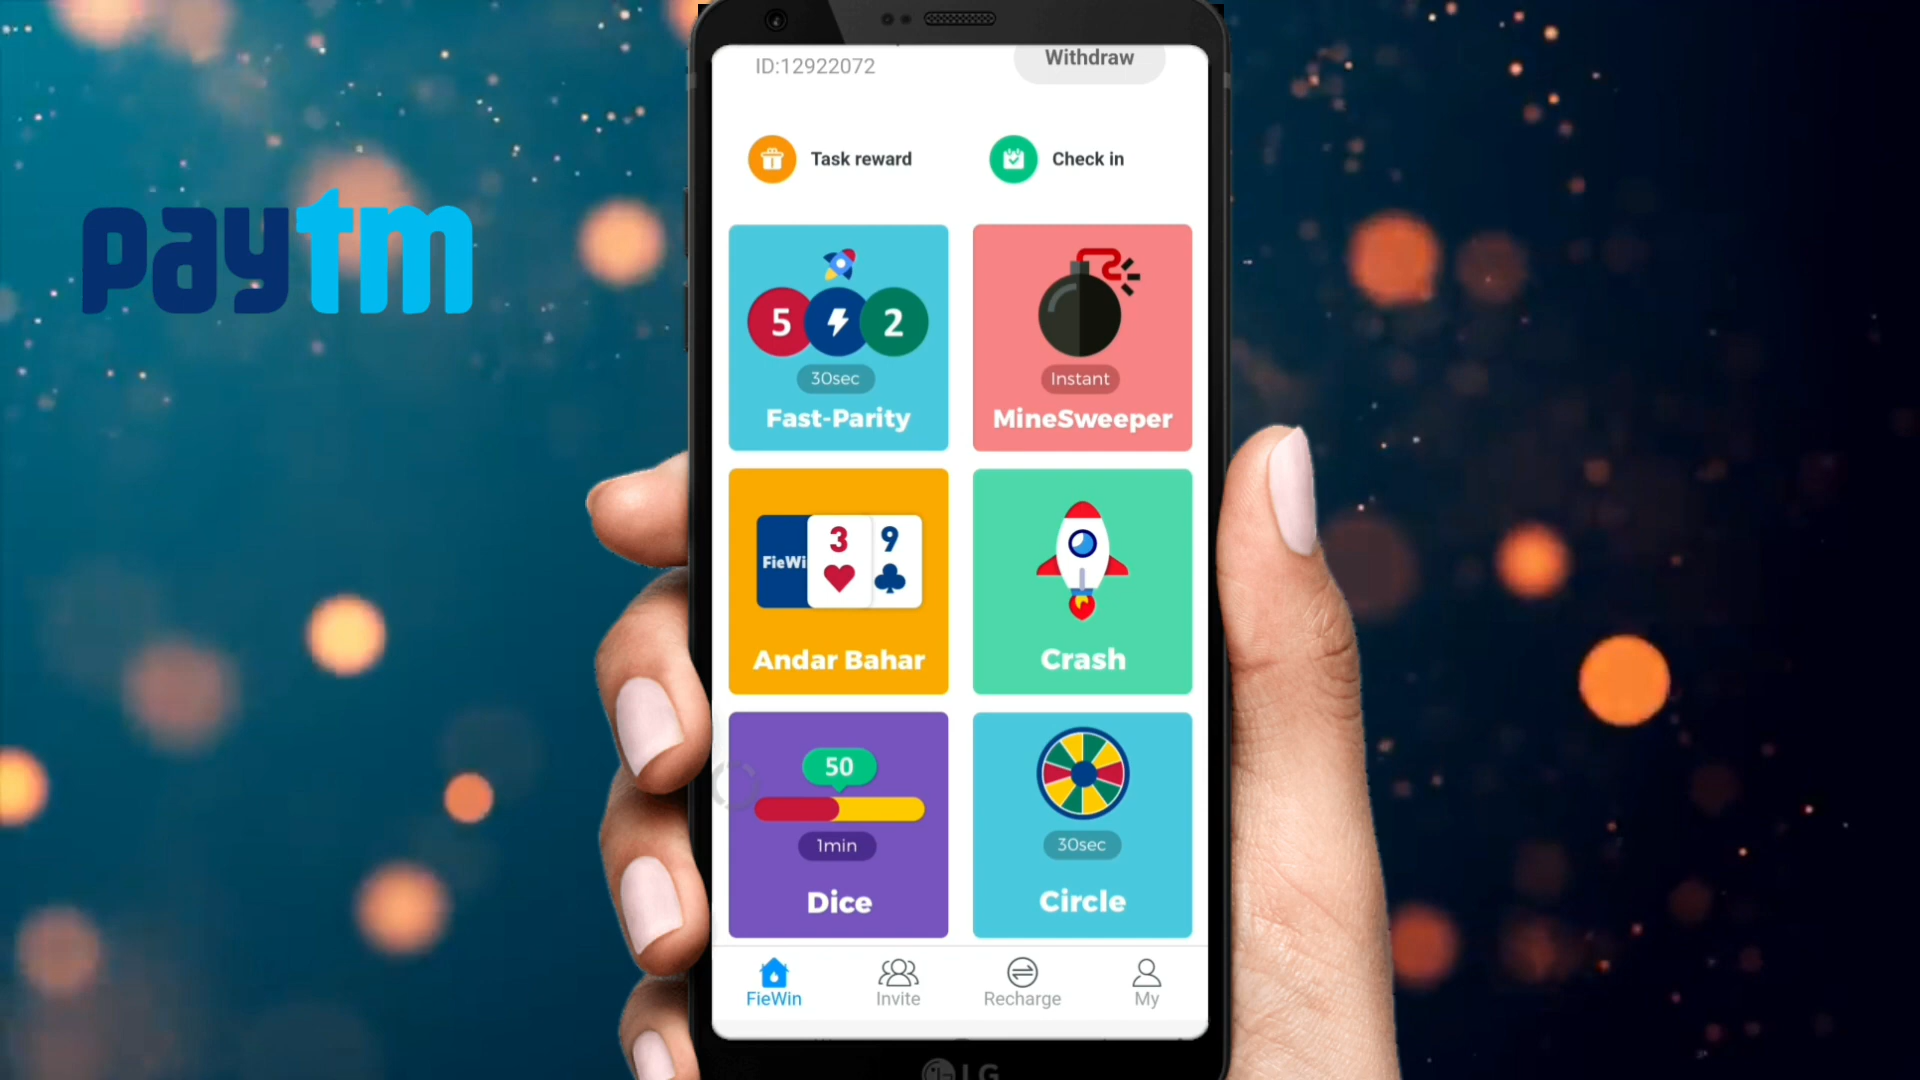 paytm
ID:12922072
Withdraw
Task reward
Check in
5
2
30sec
Fast-Parity
Instant
MineSweeper
FieWi
3
9
Andar Bahar
Crash
50
1min
Dice
30sec
Circle
FieWin
Invite
Recharge
My
LG